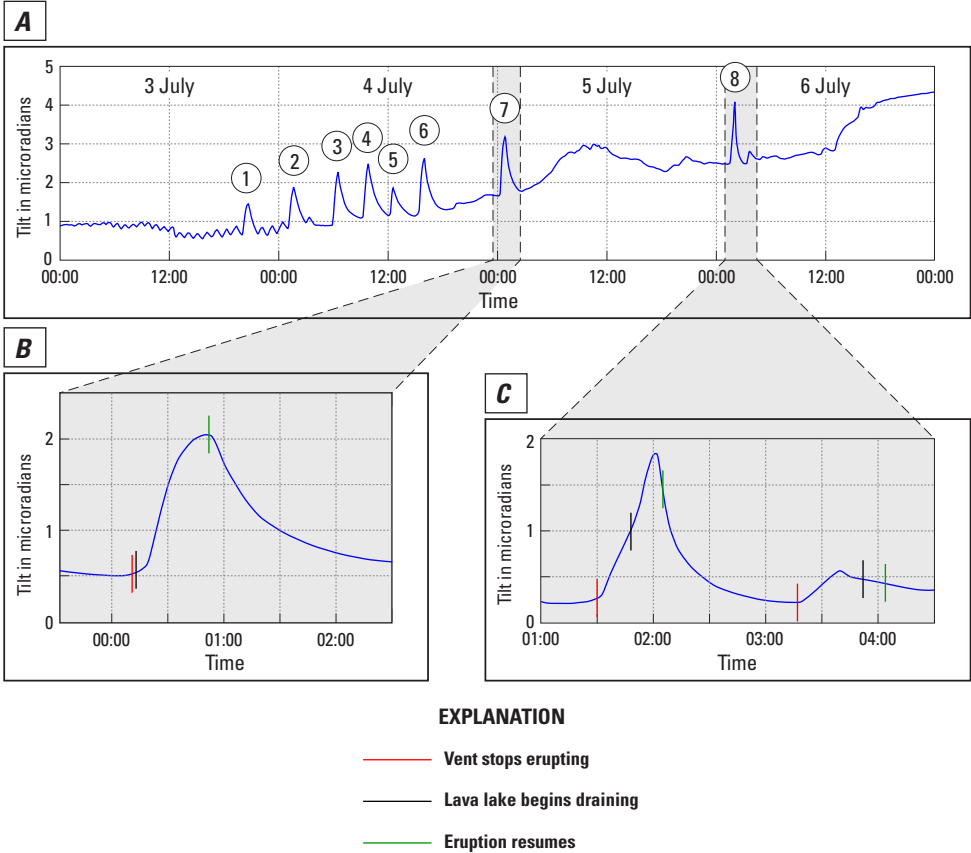 A
5
4
3
2
1
0
Tilt in microradians
3 July
4 July
5 July
6 July
1
2
3
4
5
6
7
8
00:00
12:00
00:00
12:00
00:00
12:00
00:00
12:00
00:00
Time
B
2
1
0
Tilt in microradians
00:00
01:00
02:00
Time
C
2
1
0
Tilt in microradians
01:00
02:00
03:00
04:00
Time
EXPLANATION
Vent stops erupting
Lava lake begins draining
Eruption resumes